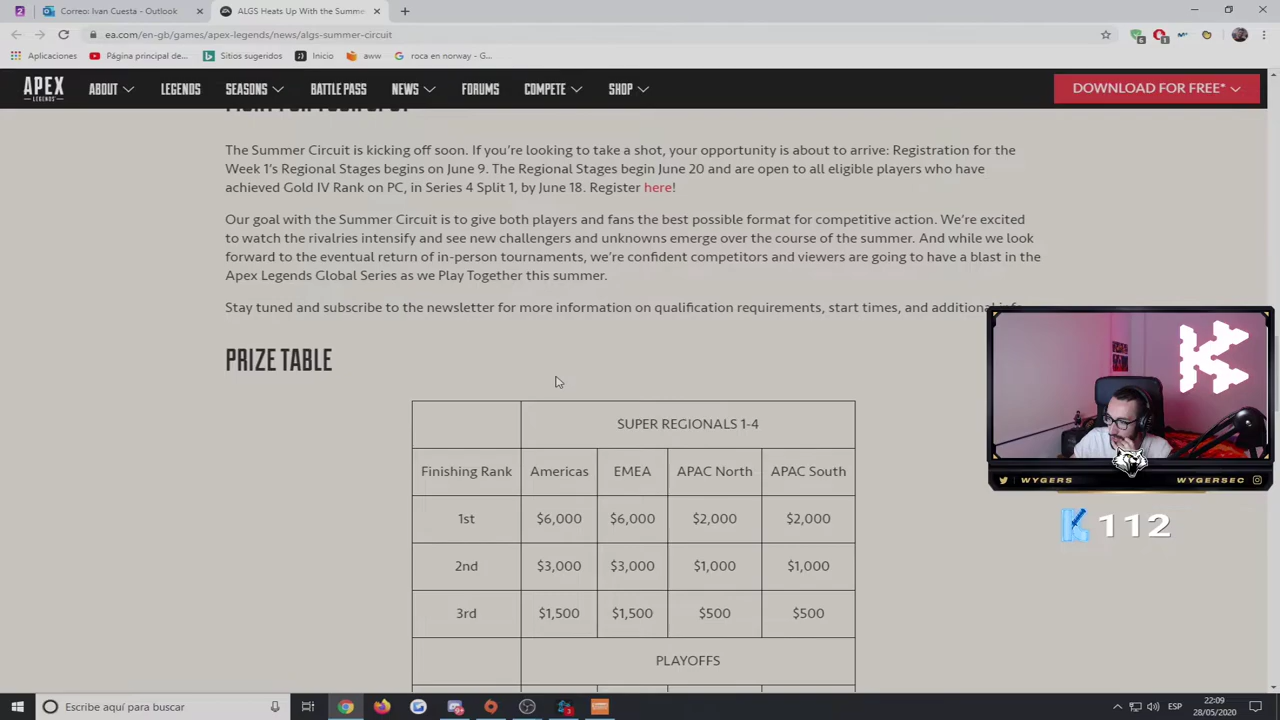 Correo: Ivan Cuesta - Outlook
ALGS Heats Up With the Summe
ea.com/en-gb/games/apex-legends/news/algs-summer-circuit
Aplicaciones Página principal de... Sitios sugeridos Inicio aww roca en norway - G...
APEX
LEGENDS
ABOUT LEGENDS SEASONS BATTLE PASS NEWS FORUMS COMPETE SHOP DOWNLOAD FOR FREE*
The Summer Circuit is kicking off soon. If you're looking to take a shot, your opportunity is about to arrive: Registration for the
Week 1's Regional Stages begins on June 9. The Regional Stages begin June 20 and are open to all eligible players who have
achieved Gold IV Rank on PC, in Series 4 Split 1, by June 18. Register here!
Our goal with the Summer Circuit is to give both players and fans the best possible format for competitive action. We're excited
to watch the rivalries intensify and see new challengers and unknowns emerge over the course of the summer. And while we look
forward to the eventual return of in-person tournaments, we're confident competitors and viewers are going to have a blast in the
Apex Legends Global Series as we Play Together this summer.
Stay tuned and subscribe to the newsletter for more information on qualification requirements, start times, and additional
PRIZE TABLE
SUPER REGIONALS 1-4
Finishing Rank Americas EMEA APAC North APAC South
1st $6,000 $6,000 $2,000 $2,000
2nd $3,000 $3,000 $1,000 $1,000
3rd $1,500 $1,500 $500 $500
PLAYOFFS
K
WYGERS WYGERSEC
112
Escribe aquí para buscar
ESP
22:09
28/05/2020